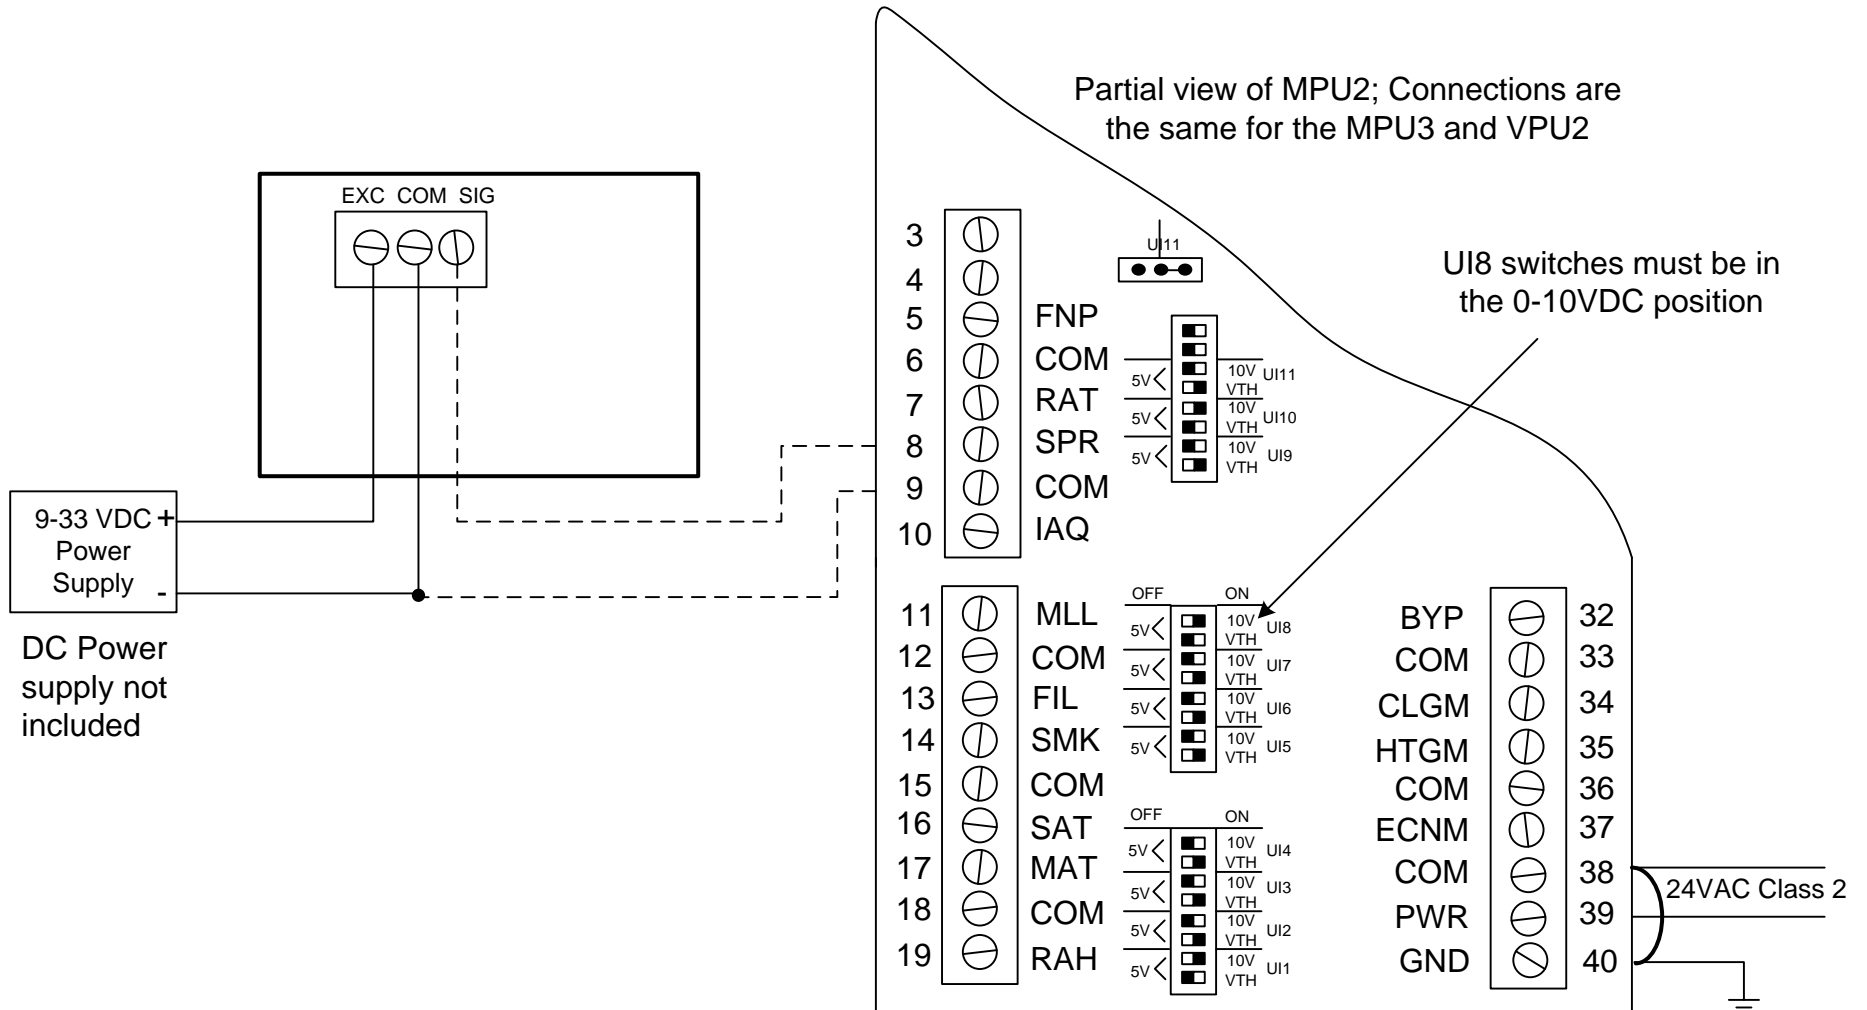 Partial view of MPU2; Connections are
the same for the MPU3 and VPU2
EXC COM SIG
UI8 switches must be in
the 0-10VDC position
9-33 VDC +
Power
Supply -
DC Power
supply not
included
3
4
5 FNP
6 COM
7 RAT
8 SPR
9 COM
10 IAQ
UI11
5V 10V UI11
VTH
5V 10V UI10
VTH
5V 10V UI9
VTH
11 MLL
12 COM
13 FIL
14 SMK
15 COM
16 SAT
17 MAT
18 COM
19 RAH
OFF ON
5V 10V UI8
VTH
5V 10V UI7
VTH
5V 10V UI6
VTH
5V 10V UI5
VTH
OFF ON
5V 10V UI4
VTH
5V 10V UI3
VTH
5V 10V UI2
VTH
5V 10V UI1
VTH
BYP 32
COM 33
CLGM 34
HTGM 35
COM 36
ECNM 37
COM 38
PWR 39
GND 40
24VAC Class 2